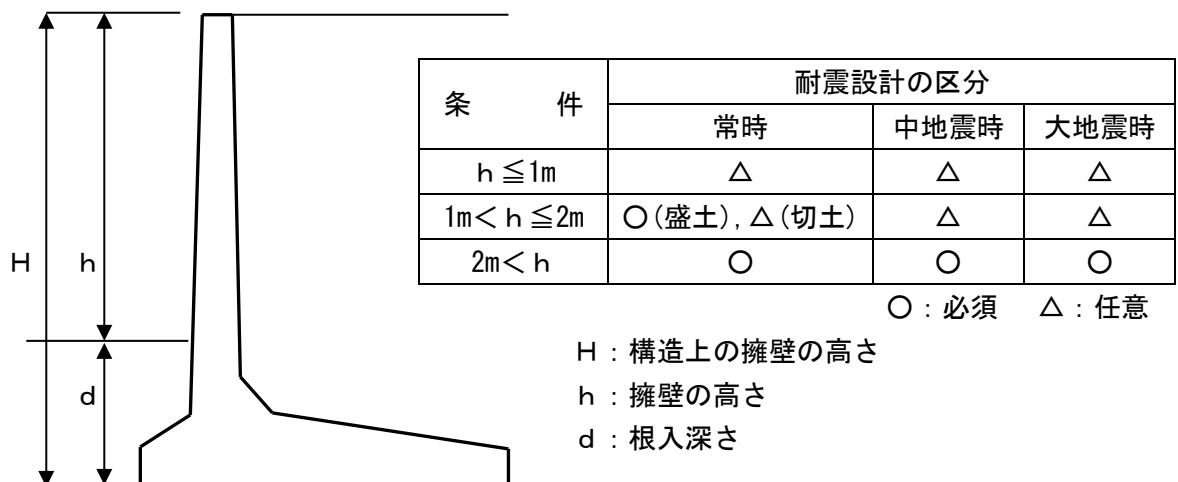 条　　　件
耐震設計の区分
常時 中地震時 大地震時
ｈ≦1m △ △ △
1m＜ｈ≦2m ○(盛土),△(切土) △ △
2m＜ｈ ○ ○ ○
○：必須　△：任意
Ｈ
ｈ
ｄ
Ｈ：構造上の擁壁の高さ
ｈ：擁壁の高さ
ｄ：根入深さ